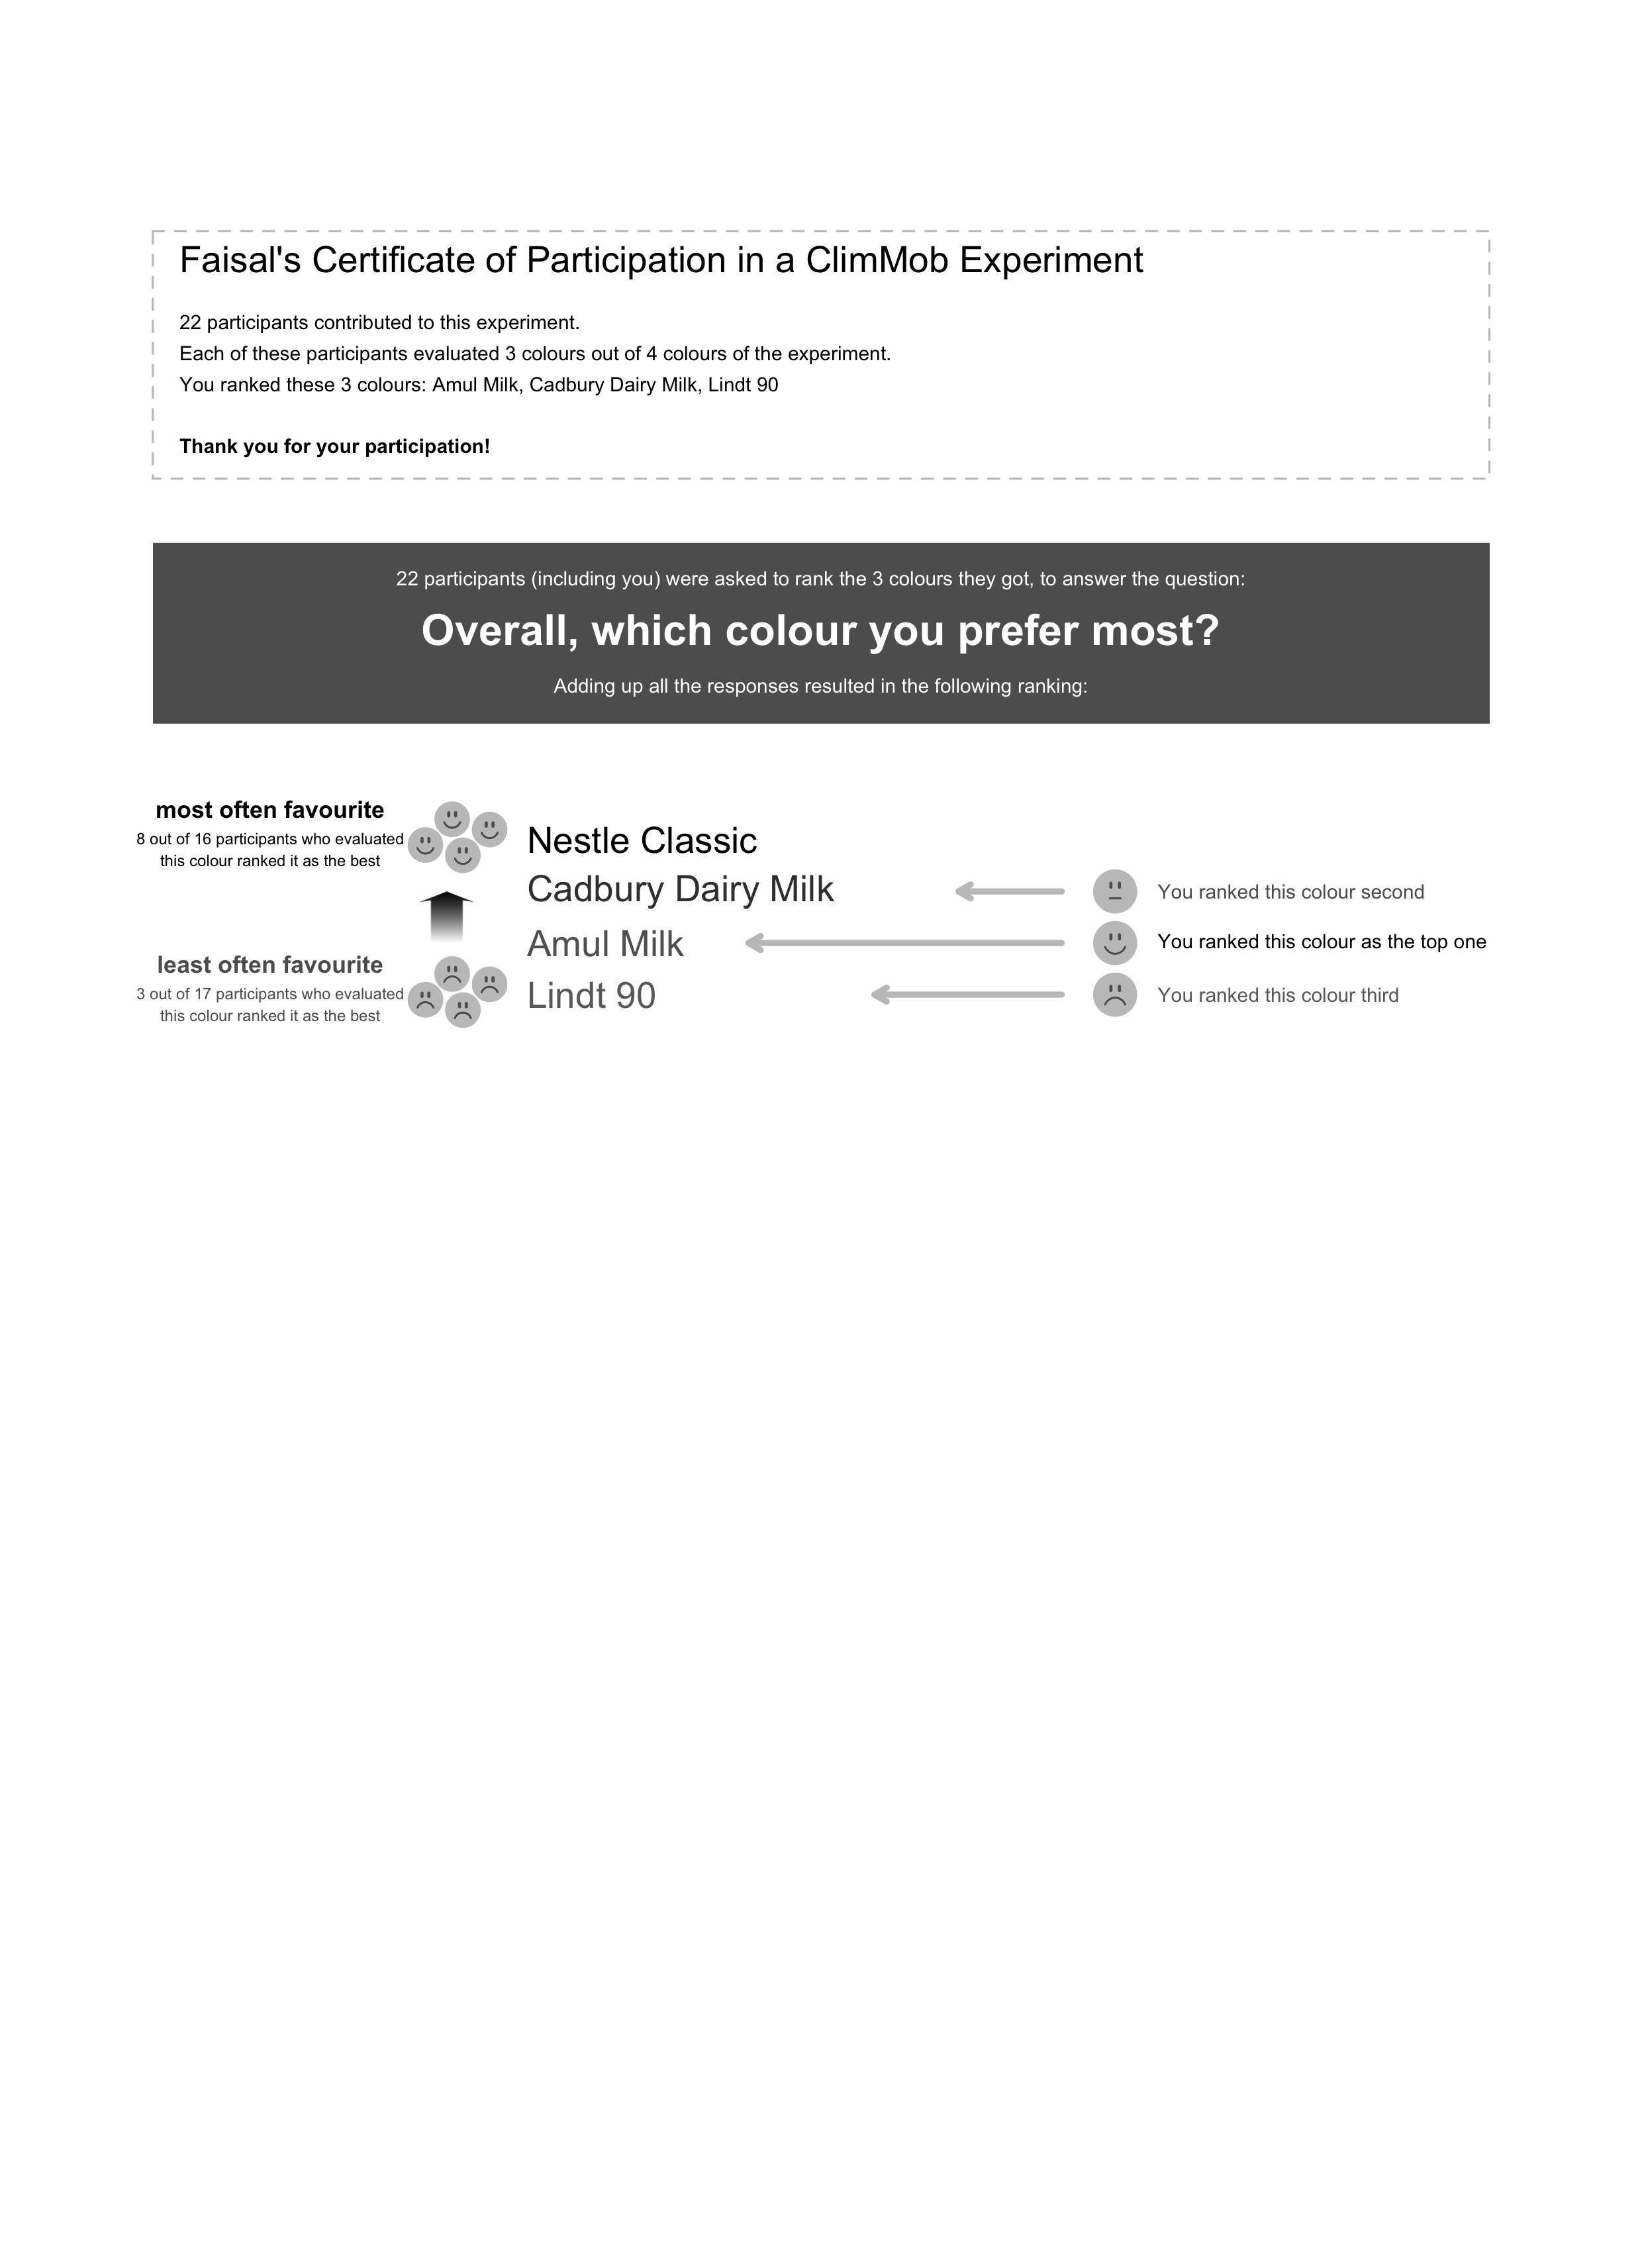 Faisal's Certificate of Participation in a ClimMob Experiment
22 participants contributed to this experiment.
Each of these participants evaluated 3 colours out of 4 colours of the experiment.
You ranked these 3 colours: Amul Milk, Cadbury Dairy Milk, Lindt 90
Thank you for your participation!
22 participants (including you) were asked to rank the 3 colours they got, to answer the question:
Overall, which colour you prefer most?
Adding up all the responses resulted in the following ranking:
most often favourite
8 out of 16 participants who evaluated
this colour ranked it as the best
Nestle Classic
Cadbury Dairy Milk
You ranked this colour second
Amul Milk
You ranked this colour as the top one
least often favourite
3 out of 17 participants who evaluated
this colour ranked it as the best
Lindt 90
You ranked this colour third